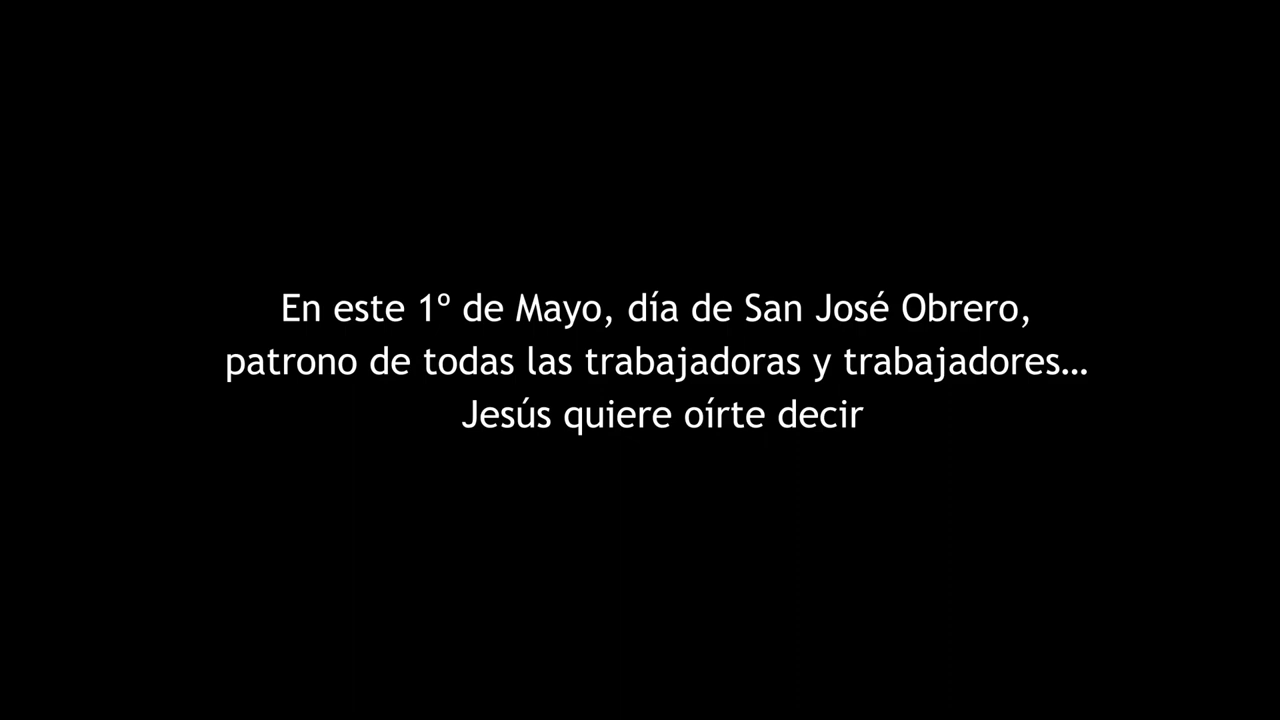 En este 1º de Mayo, día de San José Obrero,
patrono de todas las trabajadoras y trabajadores…
Jesús quiere oírte decir